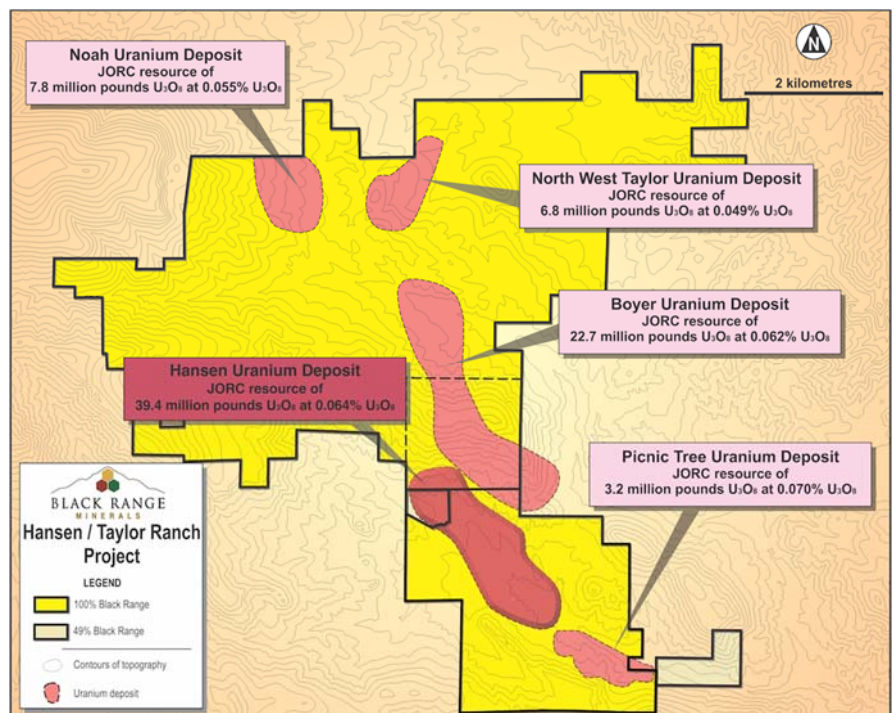 Noah Uranium Deposit
JORC resource of
7.8 million pounds U₃O₈ at 0.055% U₃O₈
N
2 kilometres
North West Taylor Uranium Deposit
JORC resource of
6.8 million pounds U₃O₈ at 0.049% U₃O₈
Boyer Uranium Deposit
JORC resource of
22.7 million pounds U₃O₈ at 0.062% U₃O₈
Hansen Uranium Deposit
JORC resource of
39.4 million pounds U₃O₈ at 0.064% U₃O₈
Picnic Tree Uranium Deposit
JORC resource of
3.2 million pounds U₃O₈ at 0.070% U₃O₈
BLACK RANGE
MINERALS
Hansen / Taylor Ranch
Project
LEGEND
100% Black Range
49% Black Range
Contours of topography
Uranium deposit